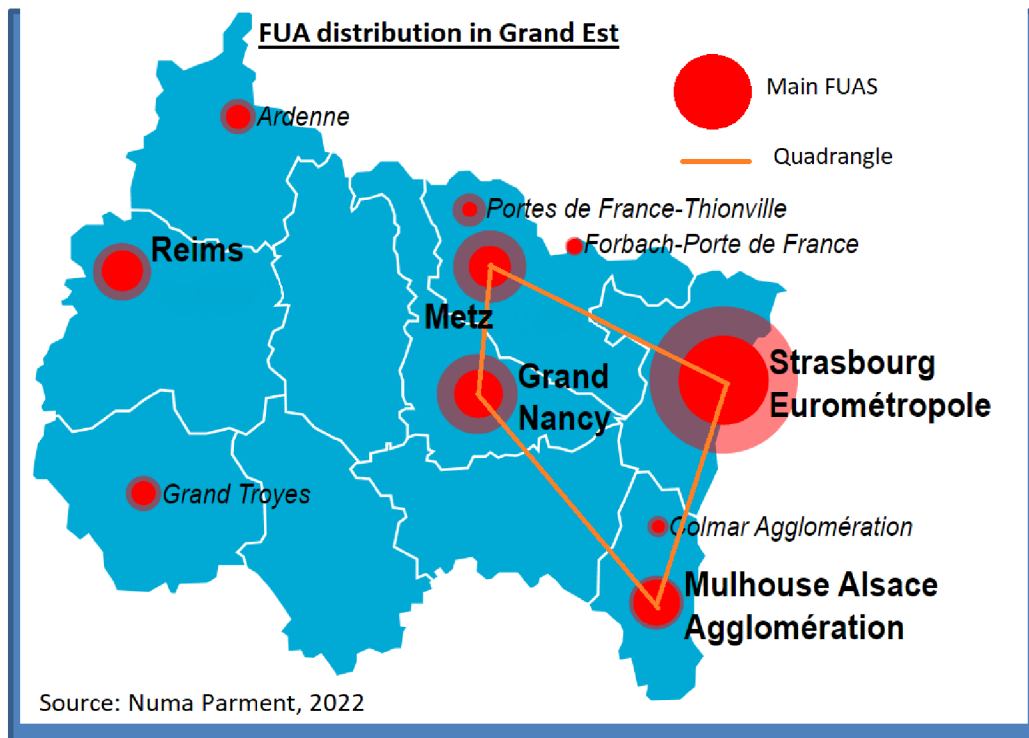 FUA distribution in Grand Est
Main FUAS
Quadrangle
Ardenne
Portes de France-Thionville
Forbach-Porte de France
Reims
Metz
Grand
Nancy
Strasbourg
Eurométropole
Grand Troyes
Colmar Agglomération
Mulhouse Alsace
Agglomération
Source: Numa Parment, 2022